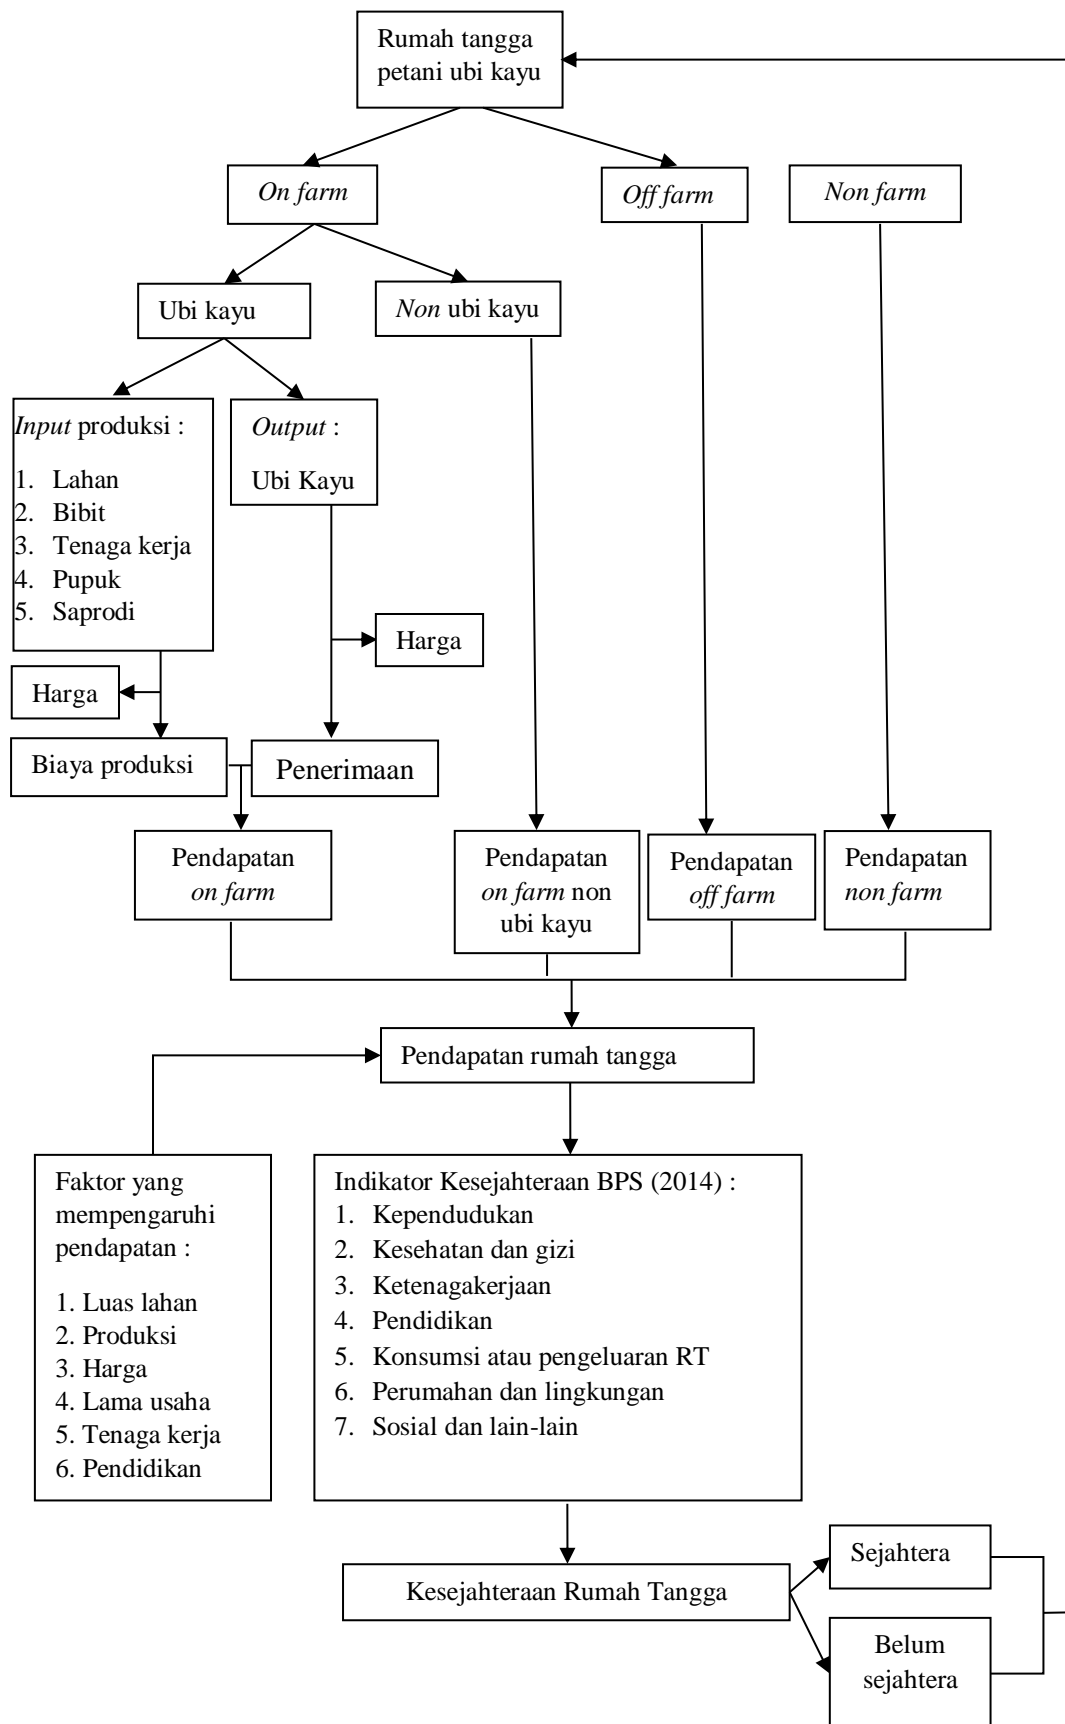 Rumah tangga
petani ubi kayu
On farm
Off farm
Non farm
Ubi kayu
Non ubi kayu
Input produksi :
1. Lahan
2. Bibit
3. Tenaga kerja
4. Pupuk
5. Saprodi
Output :
Ubi Kayu
Harga
Harga
Biaya produksi
Penerimaan
Pendapatan
on farm
Pendapatan
on farm non
ubi kayu
Pendapatan
off farm
Pendapatan
non farm
Pendapatan rumah tangga
Faktor yang
mempengaruhi
pendapatan :
1. Luas lahan
2. Produksi
3. Harga
4. Lama usaha
5. Tenaga kerja
6. Pendidikan
Indikator Kesejahteraan BPS (2014) :
1. Kependudukan
2. Kesehatan dan gizi
3. Ketenagakerjaan
4. Pendidikan
5. Konsumsi atau pengeluaran RT
6. Perumahan dan lingkungan
7. Sosial dan lain-lain
Kesejahteraan Rumah Tangga
Sejahtera
Belum
sejahtera